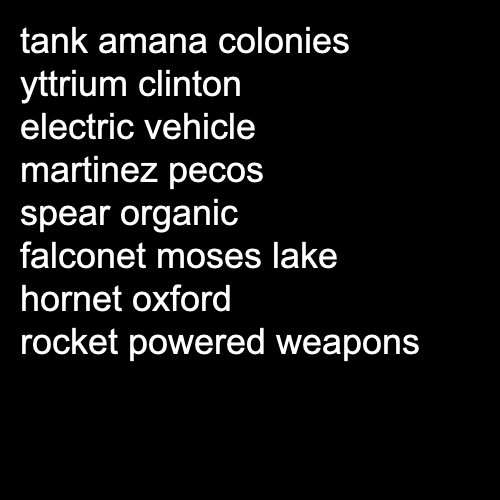 tank amana colonies
yttrium clinton
electric vehicle
martinez pecos
spear organic
falconet moses lake
hornet oxford
rocket powered weapons